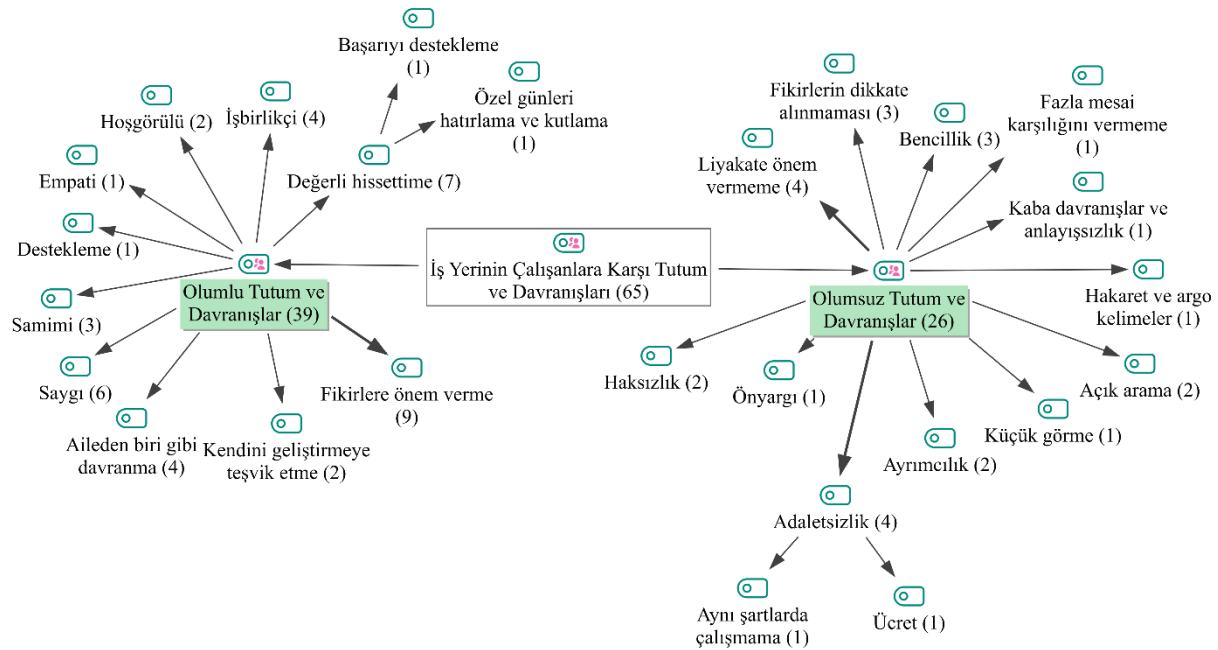 Başarıyı destekleme
(1)
Özel günleri
hatırlama ve kutlama
(1)
Hoşgörülü (2)
İşbirlikçi (4)
Empati (1)
Değerli hissettime (7)
Destekleme (1)
Samimi (3)
Olumlu Tutum ve
Davranışlar (39)
Saygı (6)
Aileden biri gibi
davranma (4)
Kendini geliştirmeye
teşvik etme (2)
Fikirlere önem verme
(9)
İş Yerinin Çalışanlara Karşı Tutum
ve Davranışları (65)
Fikirlerin dikkate
alınmaması (3)
Bencillik (3)
Fazla mesai
karşılığını vermeme
(1)
Liyakate önem
vermeme (4)
Kaba davranışlar ve
anlayışsızlık (1)
Olumsuz Tutum ve
Davranışlar (26)
Hakaret ve argo
kelimeler (1)
Haksızlık (2)
Önyargı (1)
Açık arama (2)
Küçük görme (1)
Ayrımcılık (2)
Adaletsizlik (4)
Aynı şartlarda
çalışmama (1)
Ücret (1)